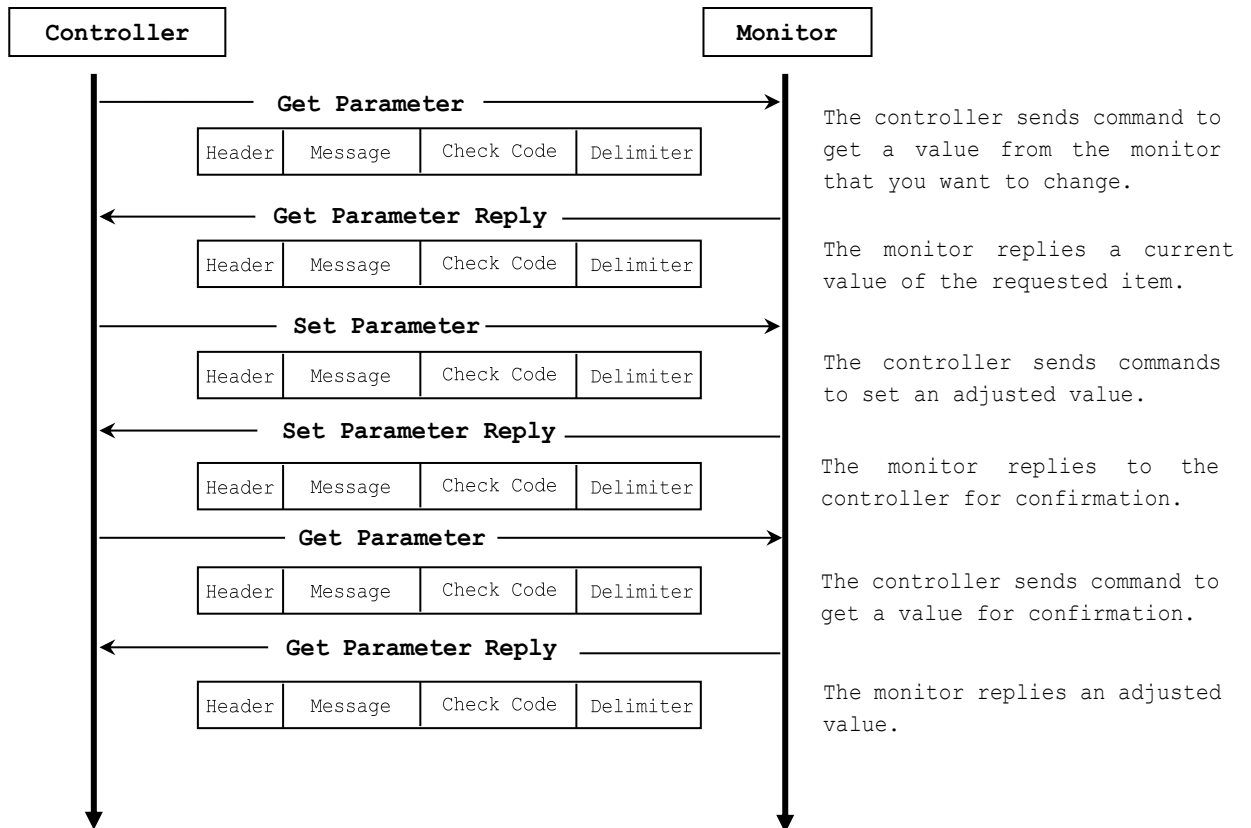 Controller
Monitor
Get Parameter
Header Message Check Code Delimiter
The controller sends command to
get a value from the monitor
that you want to change.
Get Parameter Reply
Header Message Check Code Delimiter
The monitor replies a current
value of the requested item.
Set Parameter
Header Message Check Code Delimiter
The controller sends commands
to set an adjusted value.
Set Parameter Reply
Header Message Check Code Delimiter
The monitor replies to the
controller for confirmation.
Get Parameter
Header Message Check Code Delimiter
The controller sends command to
get a value for confirmation.
Get Parameter Reply
Header Message Check Code Delimiter
The monitor replies an adjusted
value.